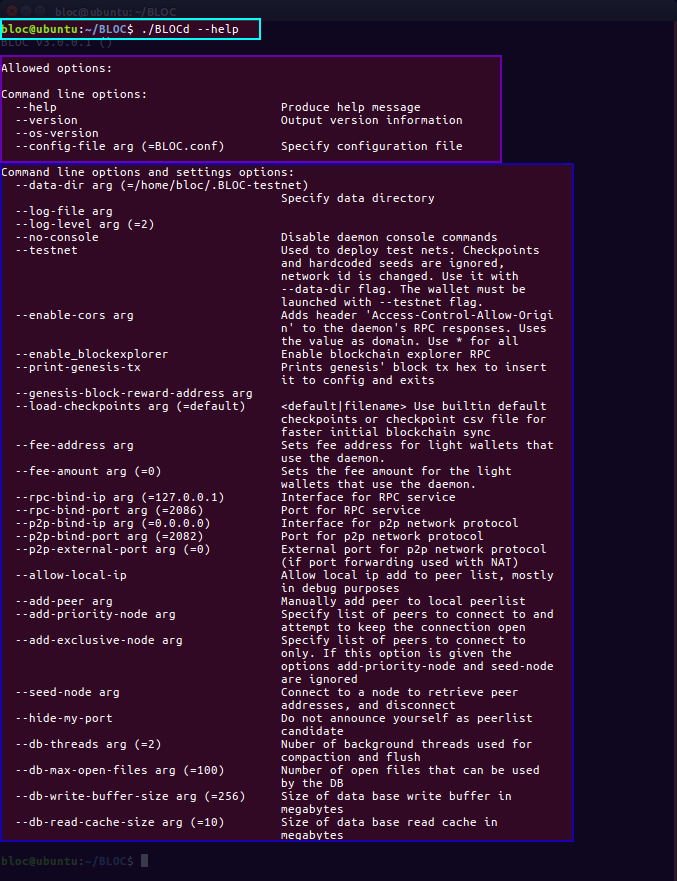 bloc@ubuntu: ~/BLOC
bloc@ubuntu:~/BLOC$ ./BLOCd --help
BLOC v3.0.0.1 ()
Allowed options:
Command line options:
--help Produce help message
--version Output version information
--os-version
--config-file arg (=BLOC.conf) Specify configuration file
Command line options and settings options:
--data-dir arg (=/home/bloc/.BLOC-testnet)
Specify data directory
--log-file arg
--log-level arg (=2)
--no-console Disable daemon console commands
--testnet Used to deploy test nets. Checkpoints
and hardcoded seeds are ignored,
network id is changed. Use it with
--data-dir flag. The wallet must be
launched with --testnet flag.
--enable-cors arg Adds header 'Access-Control-Allow-Origi
n' to the daemon's RPC responses. Uses
the value as domain. Use * for all
--enable_blockexplorer Enable blockchain explorer RPC
--print-genesis-tx Prints genesis' block tx hex to insert
it to config and exits
--genesis-block-reward-address arg
--load-checkpoints arg (=default) <default|filename> Use builtin default
checkpoints or checkpoint csv file for
faster initial blockchain sync
--fee-address arg Sets fee address for light wallets that
use the daemon.
--fee-amount arg (=0) Sets the fee amount for the light
wallets that use the daemon.
--rpc-bind-ip arg (=127.0.0.1) Interface for RPC service
--rpc-bind-port arg (=2086) Port for RPC service
--p2p-bind-ip arg (=0.0.0.0) Interface for p2p network protocol
--p2p-bind-port arg (=2082) Port for p2p network protocol
--p2p-external-port arg (=0) External port for p2p network protocol
(if port forwarding used with NAT)
--allow-local-ip Allow local ip add to peer list, mostly
in debug purposes
--add-peer arg Manually add peer to local peerlist
--add-priority-node arg Specify list of peers to connect to and
attempt to keep the connection open
--add-exclusive-node arg Specify list of peers to connect to
only. If this option is given the
options add-priority-node and seed-node
are ignored
--seed-node arg Connect to a node to retrieve peer
addresses, and disconnect
--hide-my-port Do not announce yourself as peerlist
candidate
--db-threads arg (=2) Nuber of background threads used for
compaction and flush
--db-max-open-files arg (=100) Number of open files that can be used
by the DB
--db-write-buffer-size arg (=256) Size of data base write buffer in
megabytes
--db-read-cache-size arg (=10) Size of data base read cache in
megabytes
bloc@ubuntu:~/BLOC$